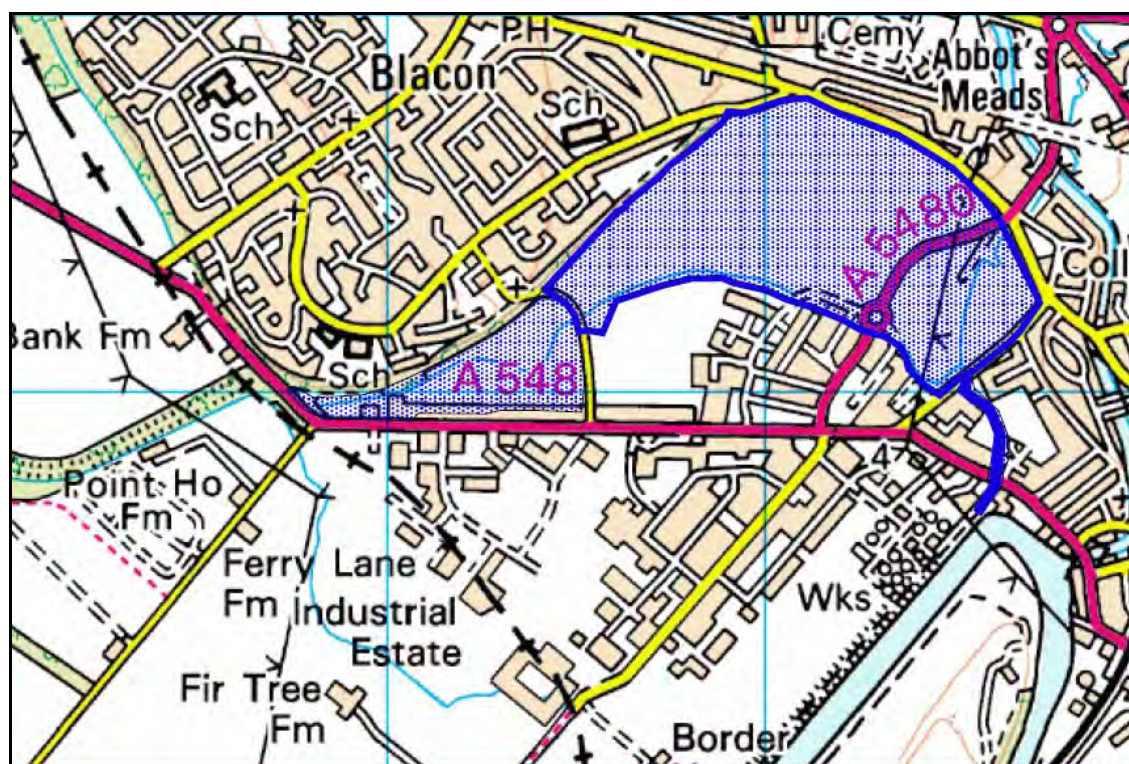 PH
Cemy
Abbot's
Meads
Blacon
Sch
Sch
A 5480
Coll
Bank Fm
Sch
A 548
Point Ho
Fm
Ferry Lane
Fm
Industrial
Estate
Wks
Fir Tree
Fm
Border